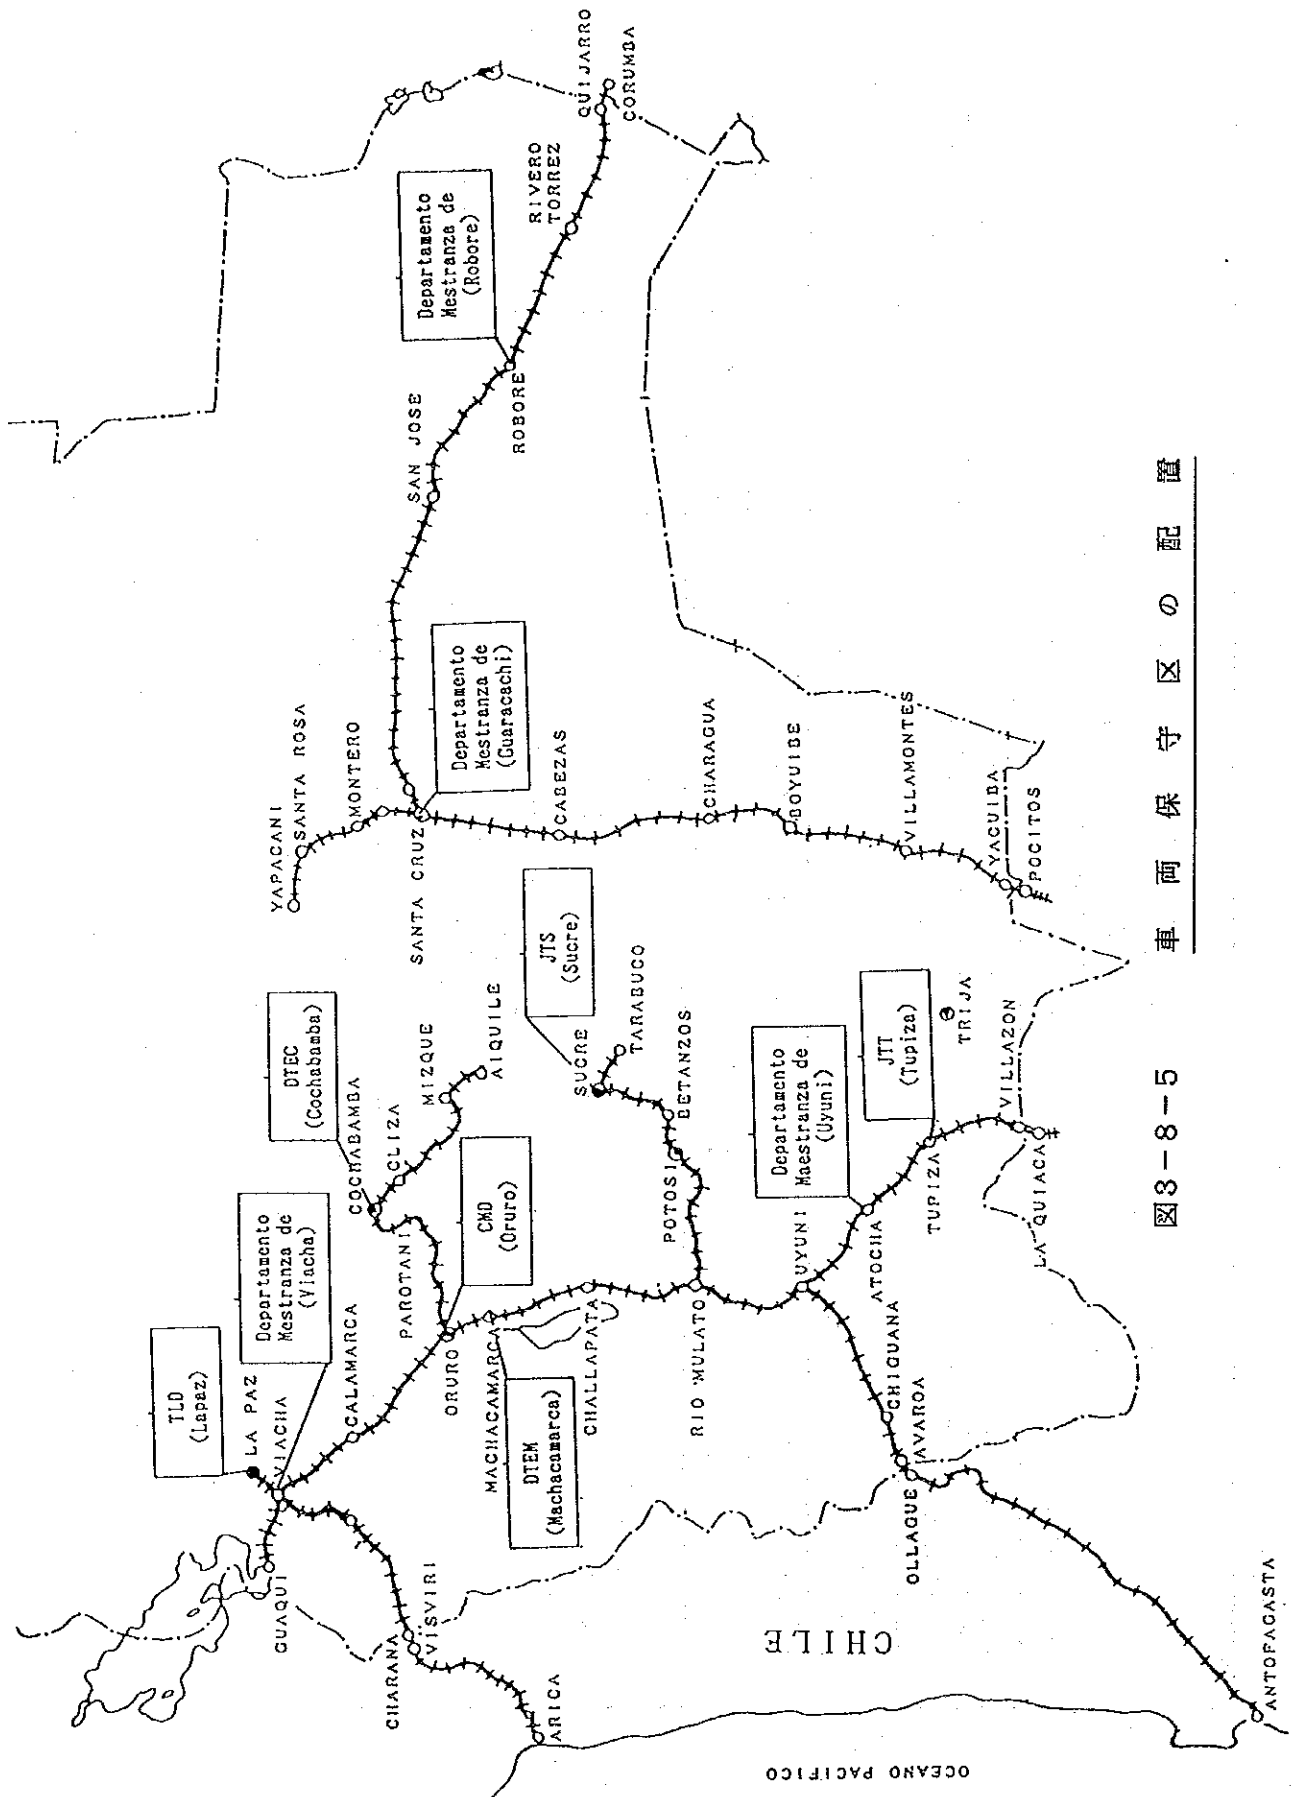 TLD
(Lapaz)
LA PAZ
VIACHA
GUAQUI
Departamento
Mestranza de
(Viacha)
CALAMARCA
CHARANA
VISVIRI
ARICA
DTEC
(Cochabamba)
COCHABAMBA
CLIZA
PAROTANI
MIZQUE
AIQUILE
CMD
(Oruro)
ORURO
MACHACAMARCA
DTEM
(Machacamarca)
CHALLAPATA
RIO MULATO
POTOSI
BETANZOS
SUCRE
TARABUCO
JTS
(Sucre)
UYUNI
Departamento
Maestranza de
(Uyuni)
ATOCHA
CHIGUANA
AVAROA
OLLAGUE
ANTOFAGASTA
JTT
(Tupiza)
TUPIZA
TRIJA
VILLAZON
LA QUIACA
YAPACANI
SANTA ROSA
MONTERO
SANTA CRUZ
Departamento
Mestranza de
(Guaracachi)
CABEZAS
CHARAGUA
BOYUIBE
VILLAMONTES
YACUIBA
POCITOS
SAN JOSE
ROBORE
Departamento
Mestranza de
(Robore)
RIVERO
TORREZ
QUIJARRO
CORUMBA
CHILE
OCEANO PACIFICO
図3-8-5 車両保守区の配置